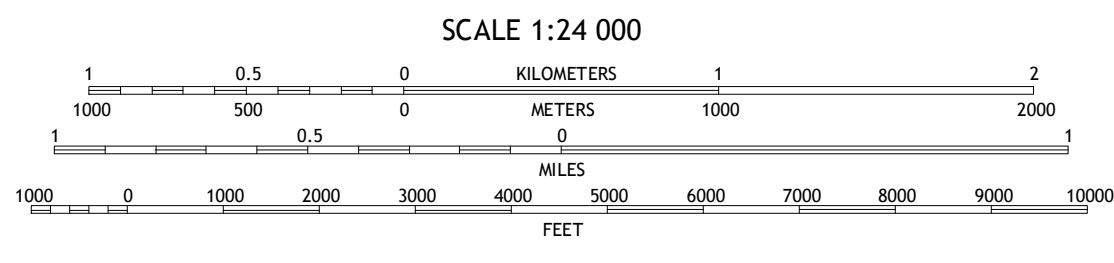 SCALE 1:24 000
1 0.5 0 KILOMETERS 1 2
1000 500 0 METERS 1000 2000
1 0.5 0 1
MILES
1000 0 1000 2000 3000 4000 5000 6000 7000 8000 9000 10000
FEET